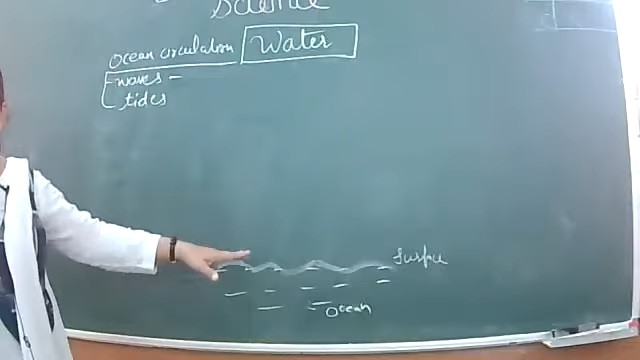 Science
Ocean circulation Water
waves -
tides
Surface
Ocean